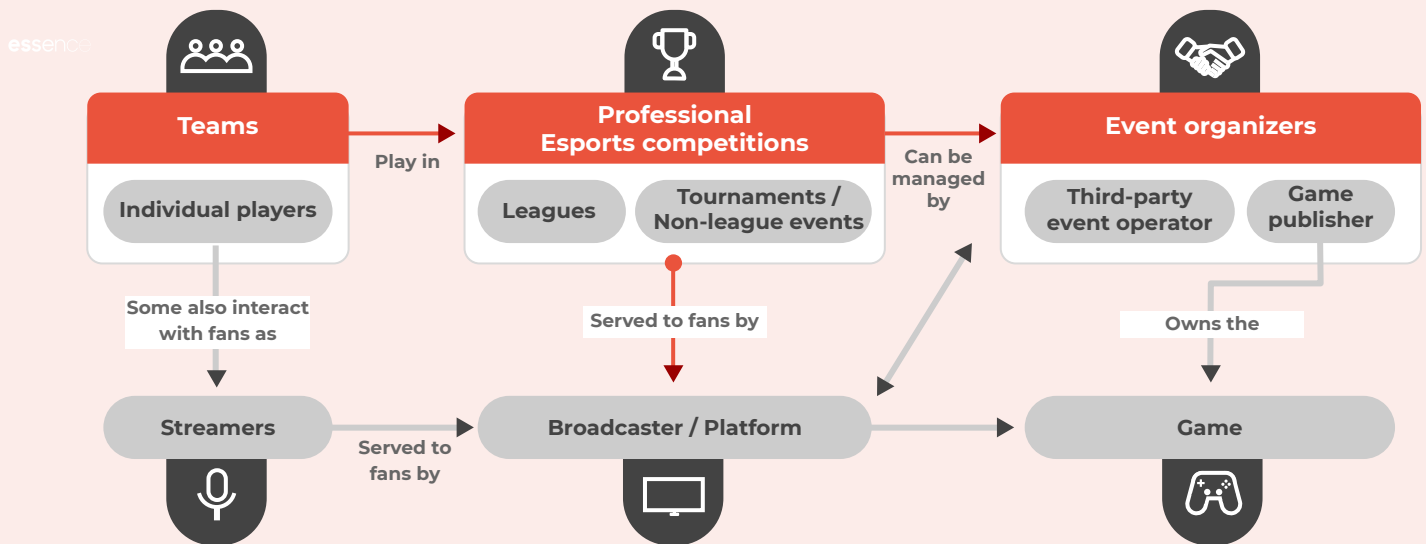 essence
Teams
Professional
Esports competitions
Event organizers
Play in
Can be
managed
by
Individual players
Leagues
Tournaments /
Non-league events
Third-party
event operator
Game
publisher
Some also interact
with fans as
Served to fans by
Owns the
Streamers
Served to
fans by
Broadcaster / Platform
Game